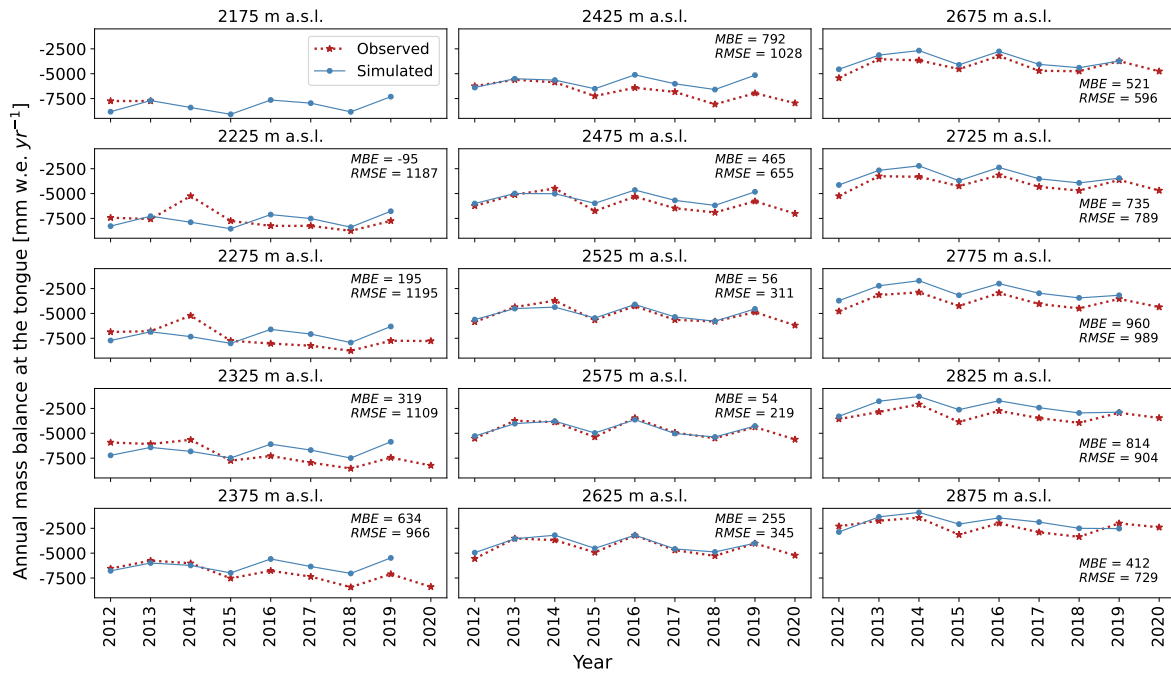 2175 m a.s.l.
2425 m a.s.l.
2675 m a.s.l.
Observed
Simulated
-2500
-5000
-7500
MBE = 792
RMSE = 1028
MBE = 521
RMSE = 596
2225 m a.s.l.
2475 m a.s.l.
2725 m a.s.l.
-2500
-5000
-7500
MBE = -95
RMSE = 1187
MBE = 465
RMSE = 655
MBE = 735
RMSE = 789
2275 m a.s.l.
2525 m a.s.l.
2775 m a.s.l.
-2500
-5000
-7500
MBE = 195
RMSE = 1195
MBE = 56
RMSE = 311
MBE = 960
RMSE = 989
2325 m a.s.l.
2575 m a.s.l.
2825 m a.s.l.
-2500
-5000
-7500
MBE = 319
RMSE = 1109
MBE = 54
RMSE = 219
MBE = 814
RMSE = 904
2375 m a.s.l.
2625 m a.s.l.
2875 m a.s.l.
-2500
-5000
-7500
MBE = 634
RMSE = 966
MBE = 255
RMSE = 345
MBE = 412
RMSE = 729
2012 2013 2014 2015 2016 2017 2018 2019 2020
2012 2013 2014 2015 2016 2017 2018 2019 2020
2012 2013 2014 2015 2016 2017 2018 2019 2020
Year
Annual mass balance at the tongue [mm w.e. yr⁻¹]